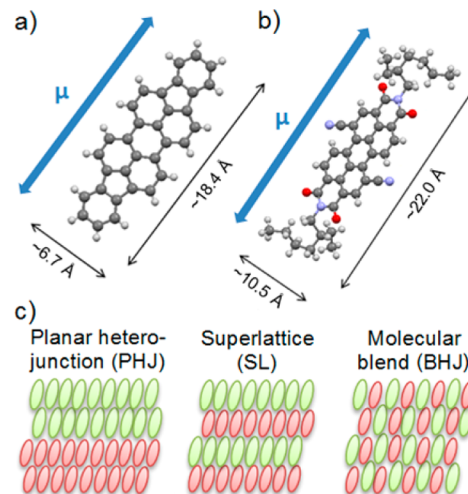 a)
b)
μ
μ
~18.4 Å
~22.0 Å
~6.7 Å
~10.5 Å
c)
Planar hetero-
junction (PHJ)
Superlattice
(SL)
Molecular
blend (BHJ)